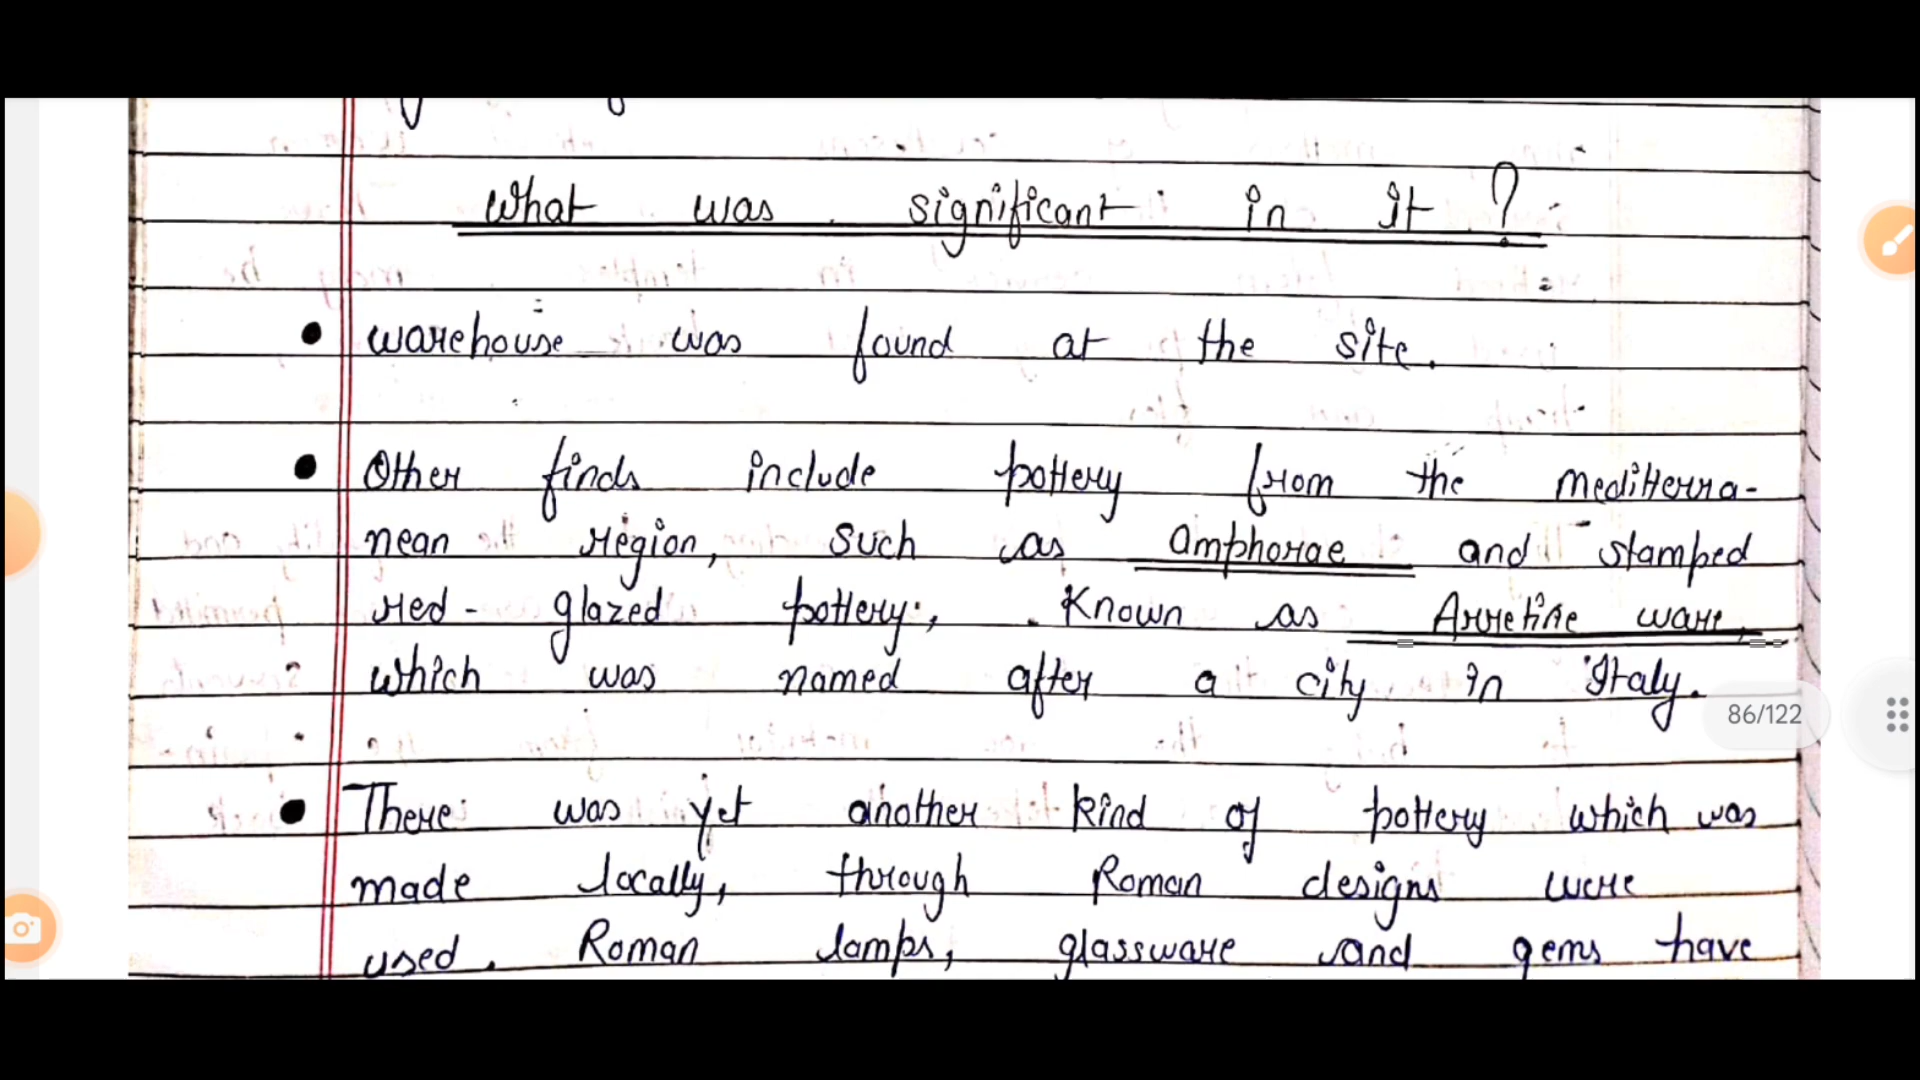 What was significant in it ?
warehouse was found at the site.
Other finds include pottery from the mediterra-
nean region, such as amphorae and stamped
red-glazed pottery, Known as Arretine ware,
which was named after a city in Italy.
86/122
There was yet another kind of pottery which was
made locally, through Roman designs were
used. Roman lamps, glassware and gems have